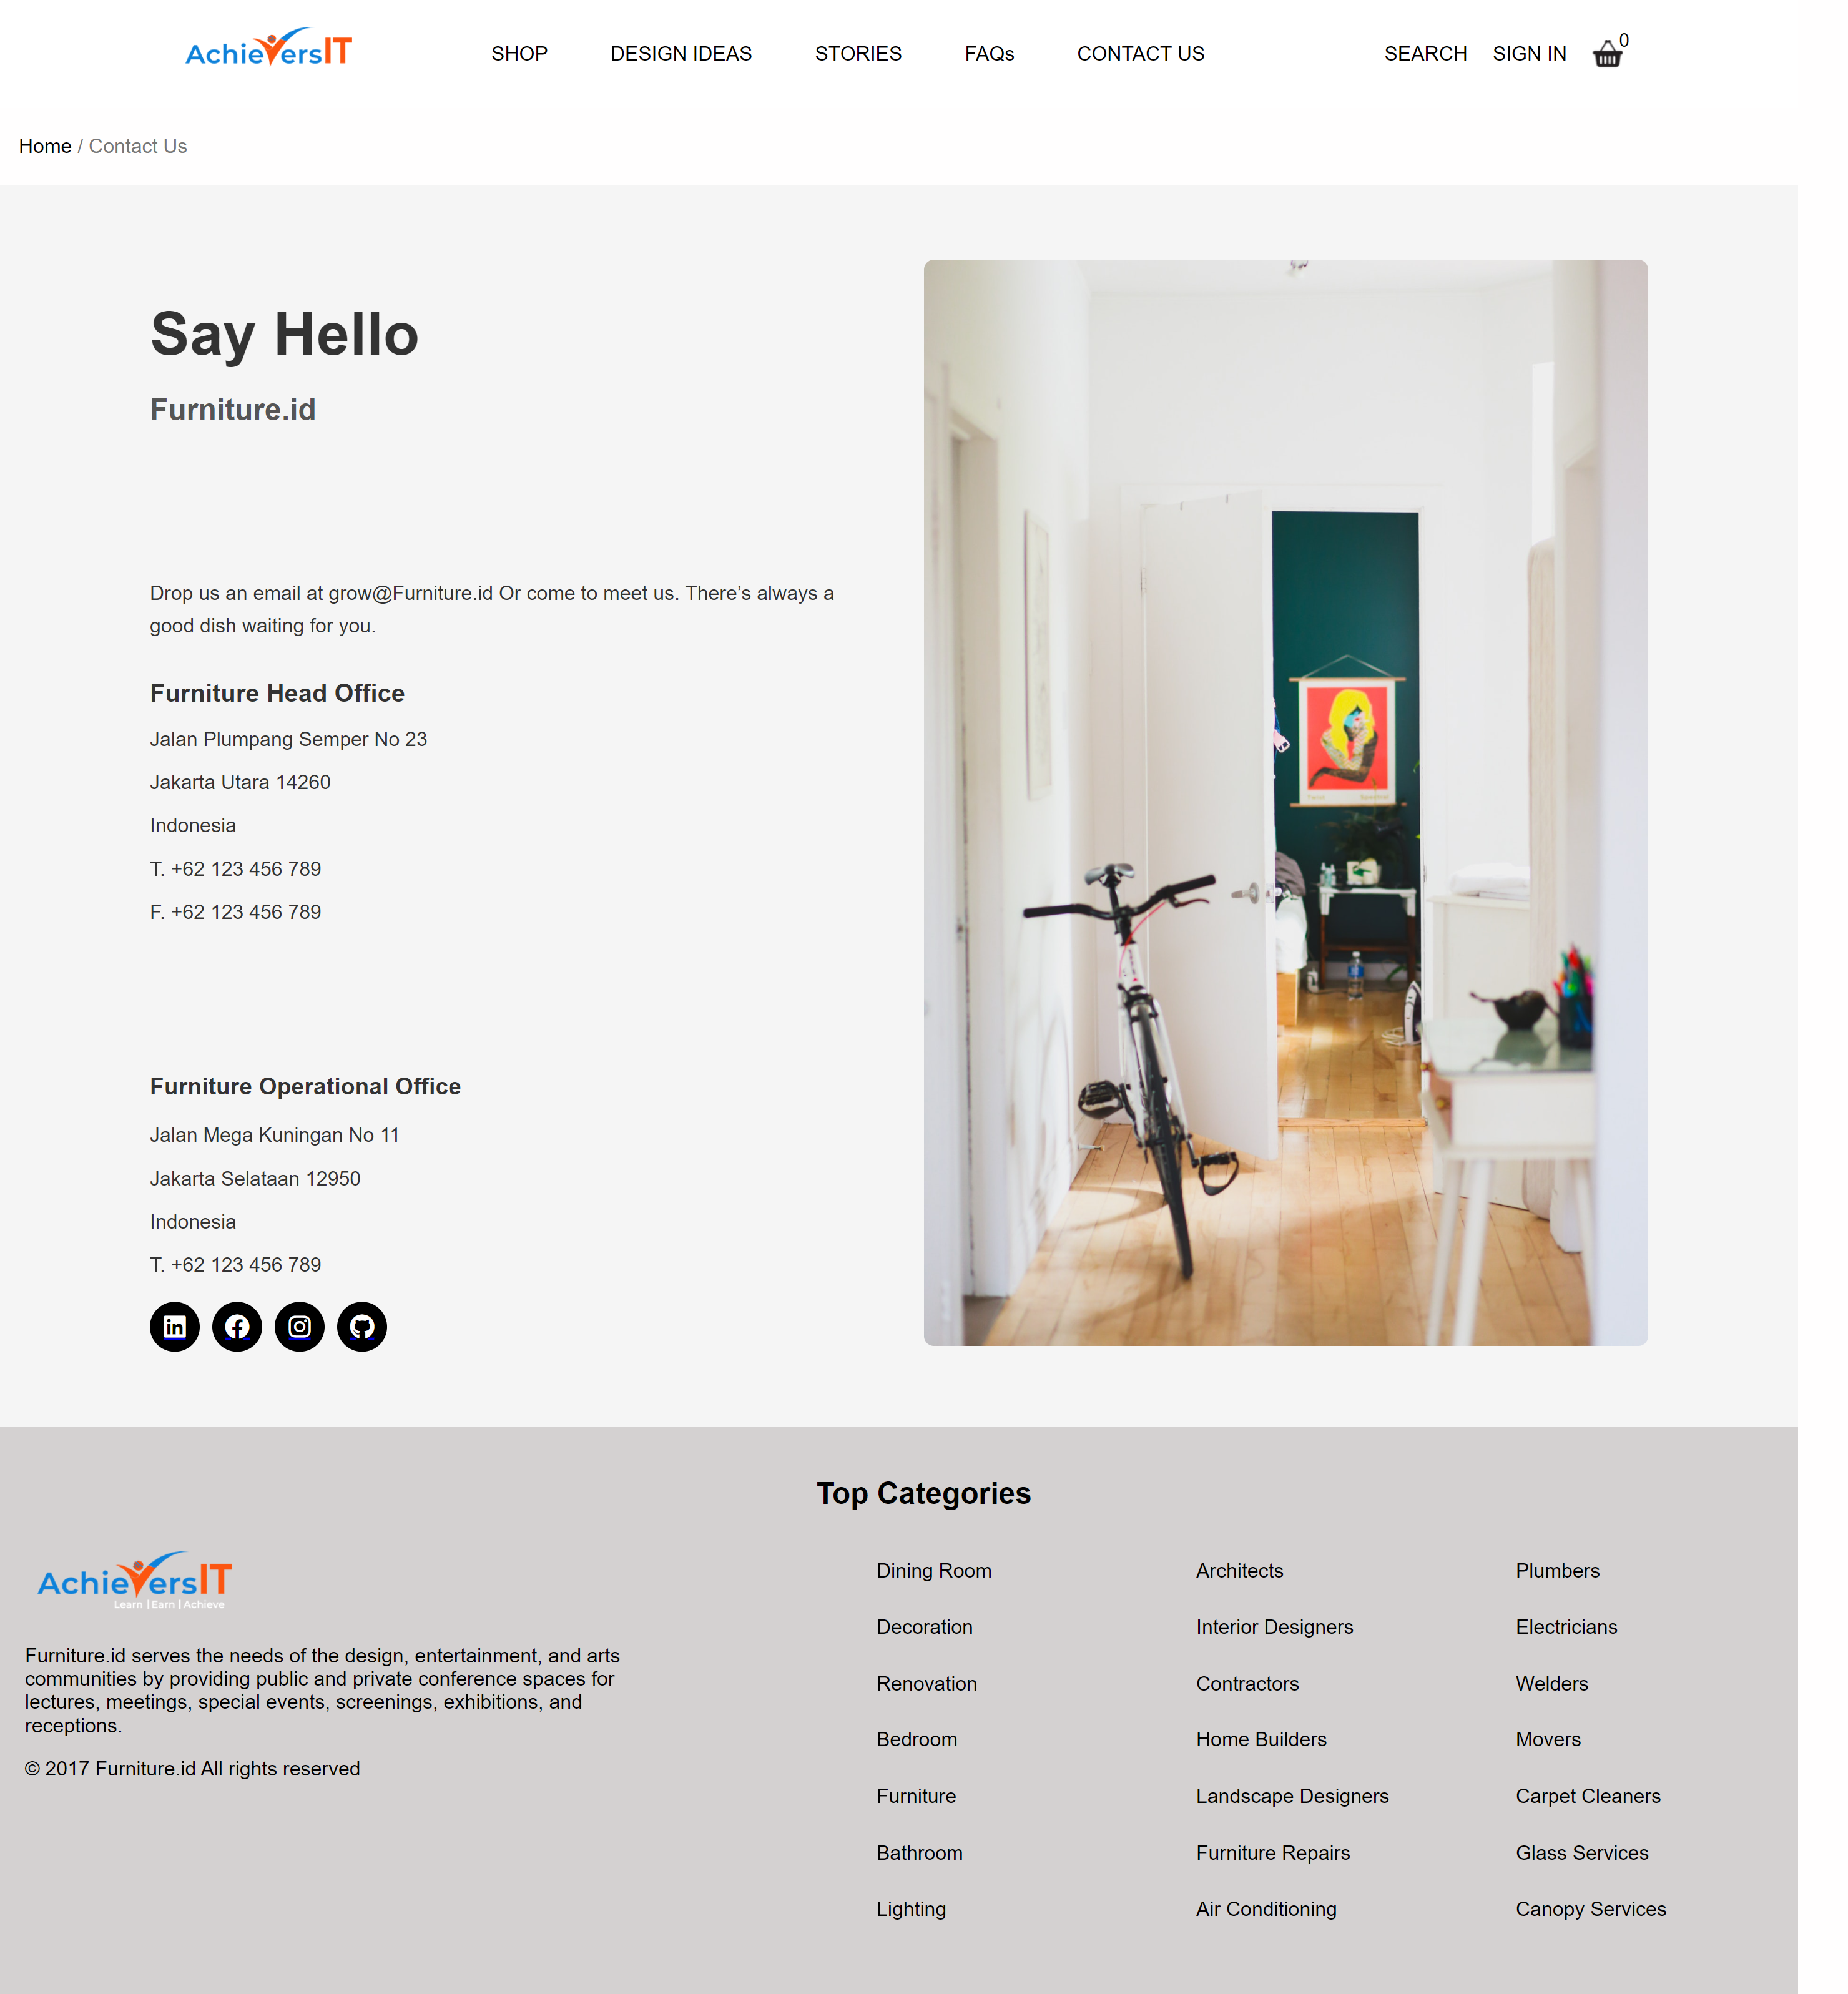 AchieversIT
SHOP
DESIGN IDEAS
STORIES
FAQs
CONTACT US
SEARCH
SIGN IN
0
Home / Contact Us
Say Hello
Furniture.id
Drop us an email at grow@Furniture.id Or come to meet us. There’s always a
good dish waiting for you.
Furniture Head Office
Jalan Plumpang Semper No 23
Jakarta Utara 14260
Indonesia
T. +62 123 456 789
F. +62 123 456 789
Furniture Operational Office
Jalan Mega Kuningan No 11
Jakarta Selataan 12950
Indonesia
T. +62 123 456 789
in
AchieversIT
Learn | Earn | Achieve
Furniture.id serves the needs of the design, entertainment, and arts
communities by providing public and private conference spaces for
lectures, meetings, special events, screenings, exhibitions, and
receptions.
© 2017 Furniture.id All rights reserved
Top Categories
Dining Room
Decoration
Renovation
Bedroom
Furniture
Bathroom
Lighting
Architects
Interior Designers
Contractors
Home Builders
Landscape Designers
Furniture Repairs
Air Conditioning
Plumbers
Electricians
Welders
Movers
Carpet Cleaners
Glass Services
Canopy Services